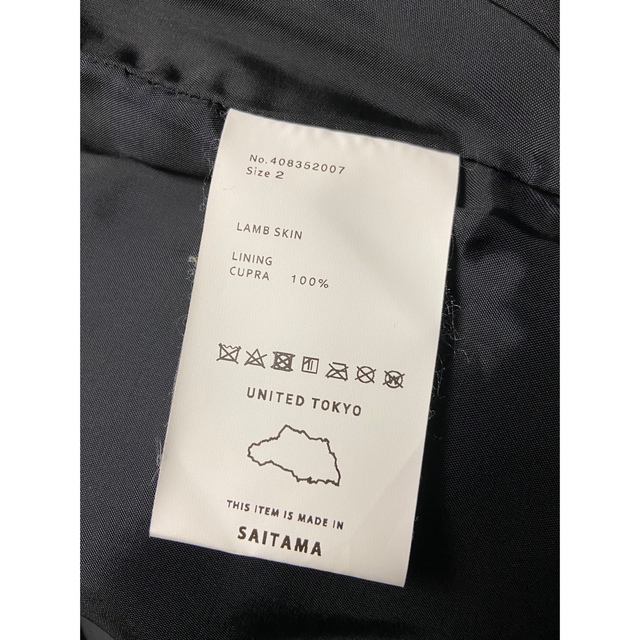 No.408352007
Size 2
LAMB SKIN
LINING
CUPRA 100%
UNITED TOKYO
THIS ITEM IS MADE IN
SAITAMA